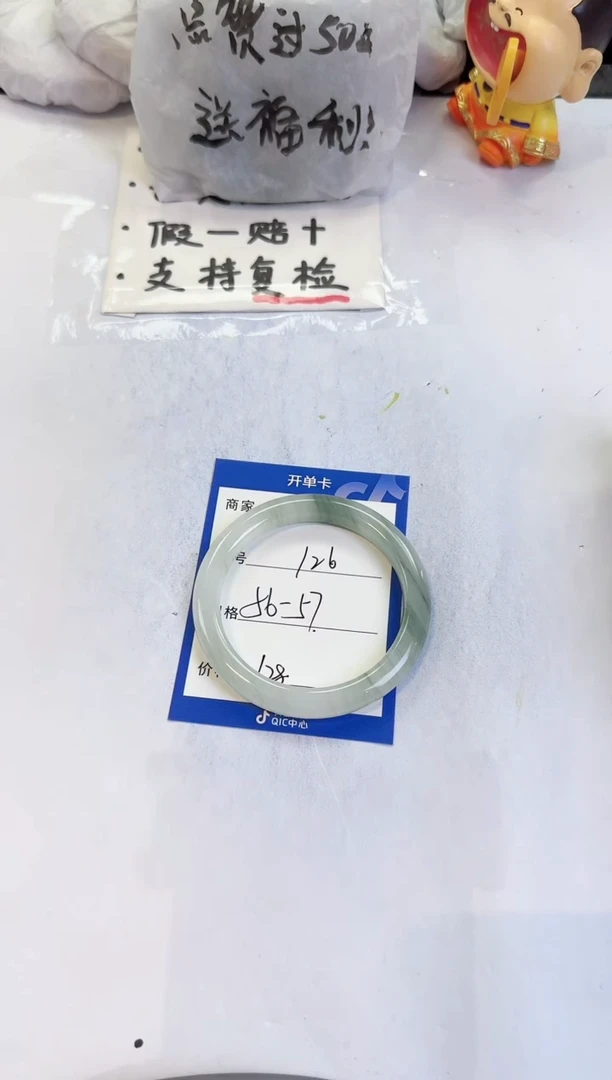 点赞过50送
送福利!
假一赔十
支持复检
开单卡
商家
号 126
格 56-57
价 128
QIC中心